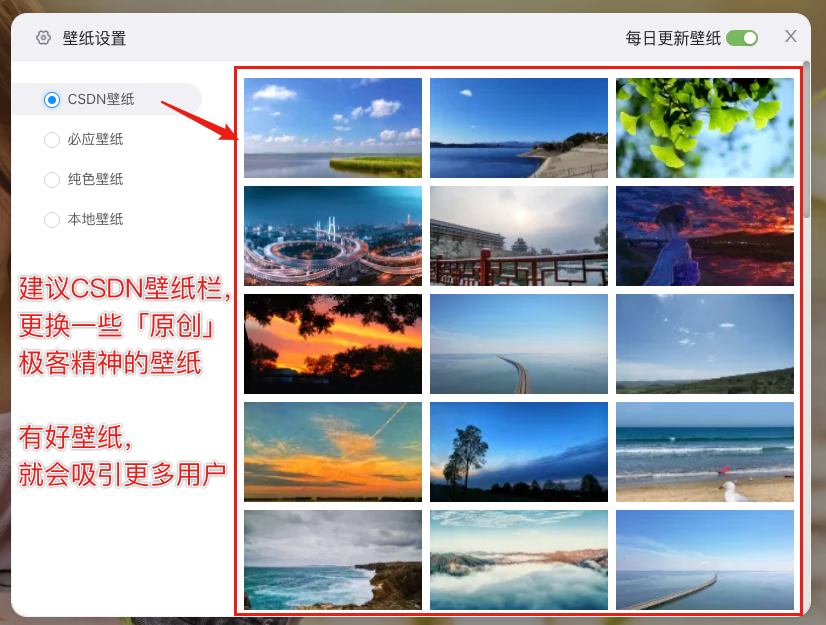 壁纸设置
每日更新壁纸
X
CSDN壁纸
必应壁纸
纯色壁纸
本地壁纸
建议CSDN壁纸栏，
更换一些「原创」
极客精神的壁纸
有好壁纸，
就会吸引更多用户